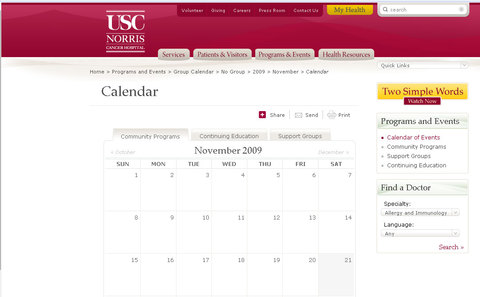 Volunteer Giving Careers Press Room Contact Us My Health search
USC
NORRIS
CANCER HOSPITAL
Services Patients & Visitors Programs & Events Health Resources
Quick Links
Home > Programs and Events > Group Calendar > No Group > 2009 > November > Calendar
Calendar
Two Simple Words
Watch Now
Share Send Print
Programs and Events
Calendar of Events
Community Programs
Support Groups
Continuing Education
Community Programs Continuing Education Support Groups
« October November 2009 December »
SUN MON TUE WED THU FRI SAT
1 2 3 4 5 6 7
8 9 10 11 12 13 14
15 16 17 18 19 20 21
Find a Doctor
Specialty:
Allergy and Immunology
Language:
Any
Search »